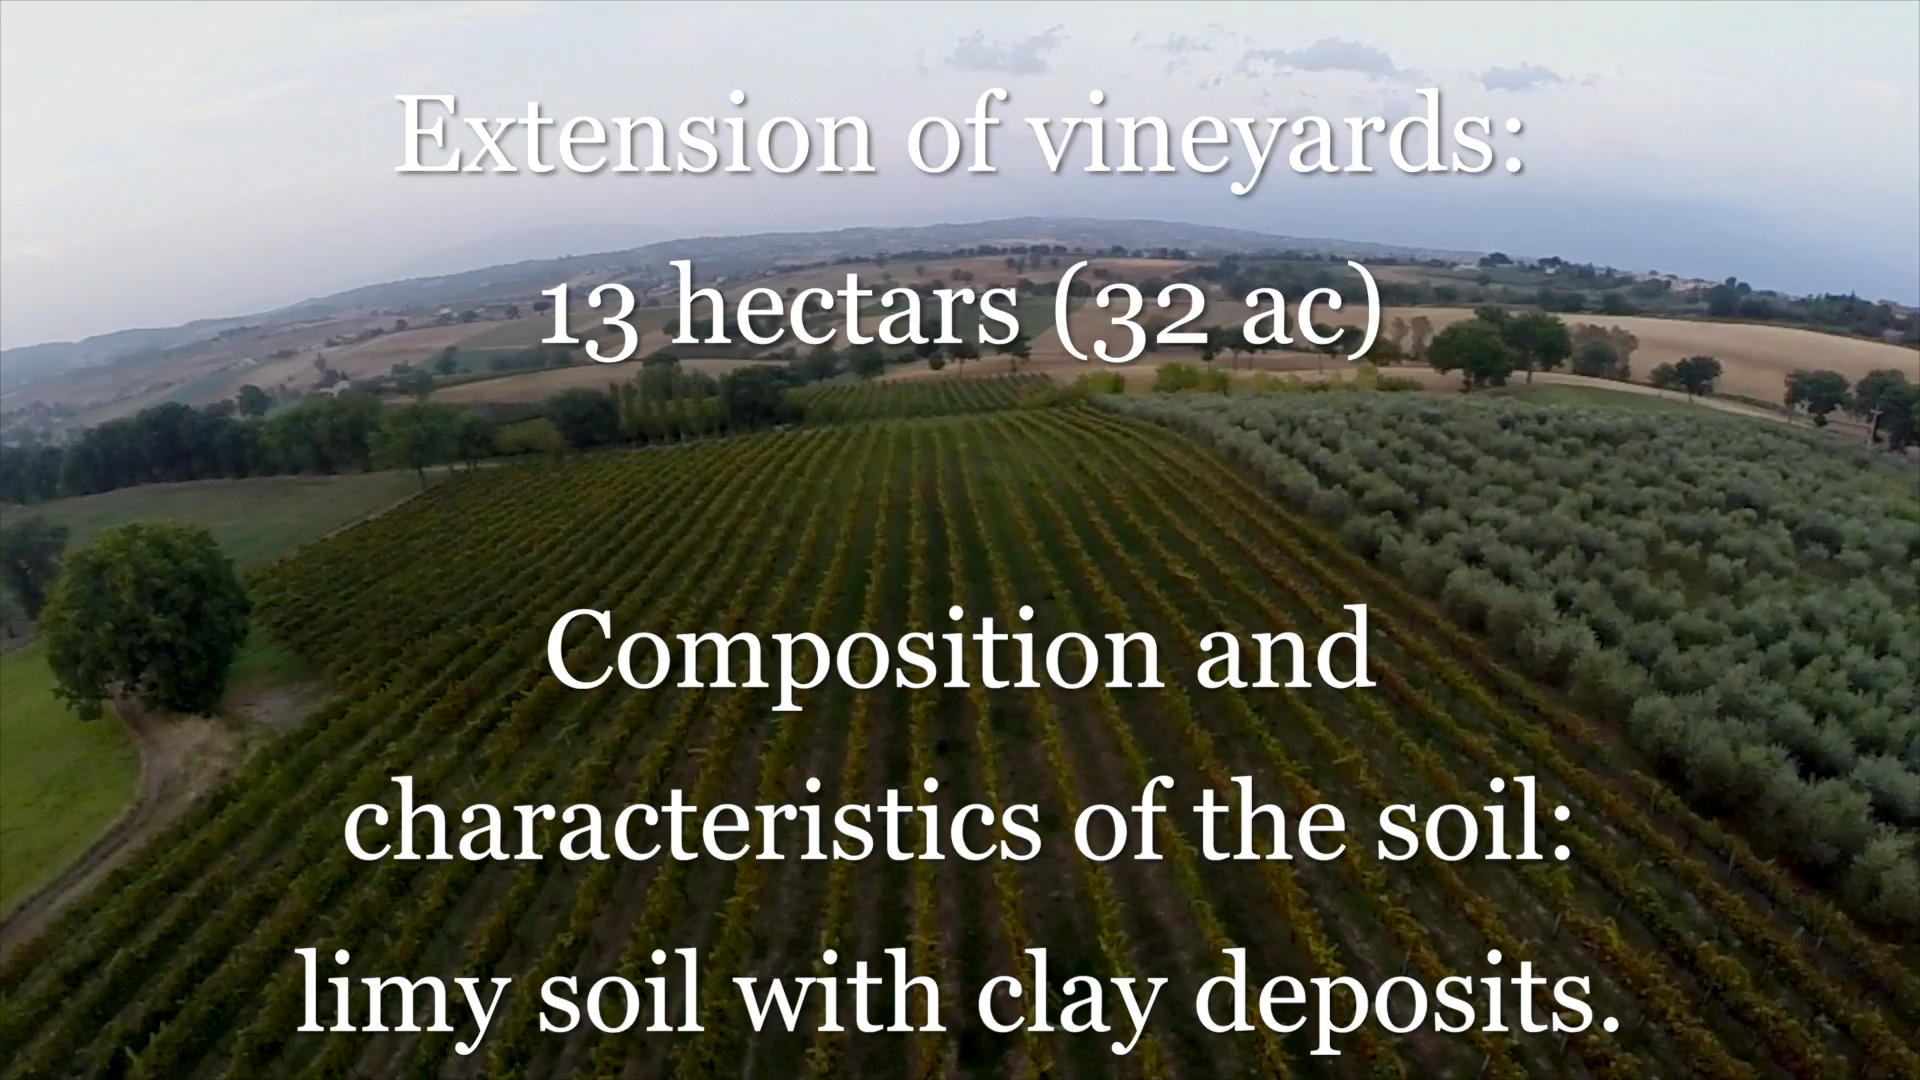 Extension of vineyards:
13 hectars (32 ac)
Composition and
characteristics of the soil:
limy soil with clay deposits.